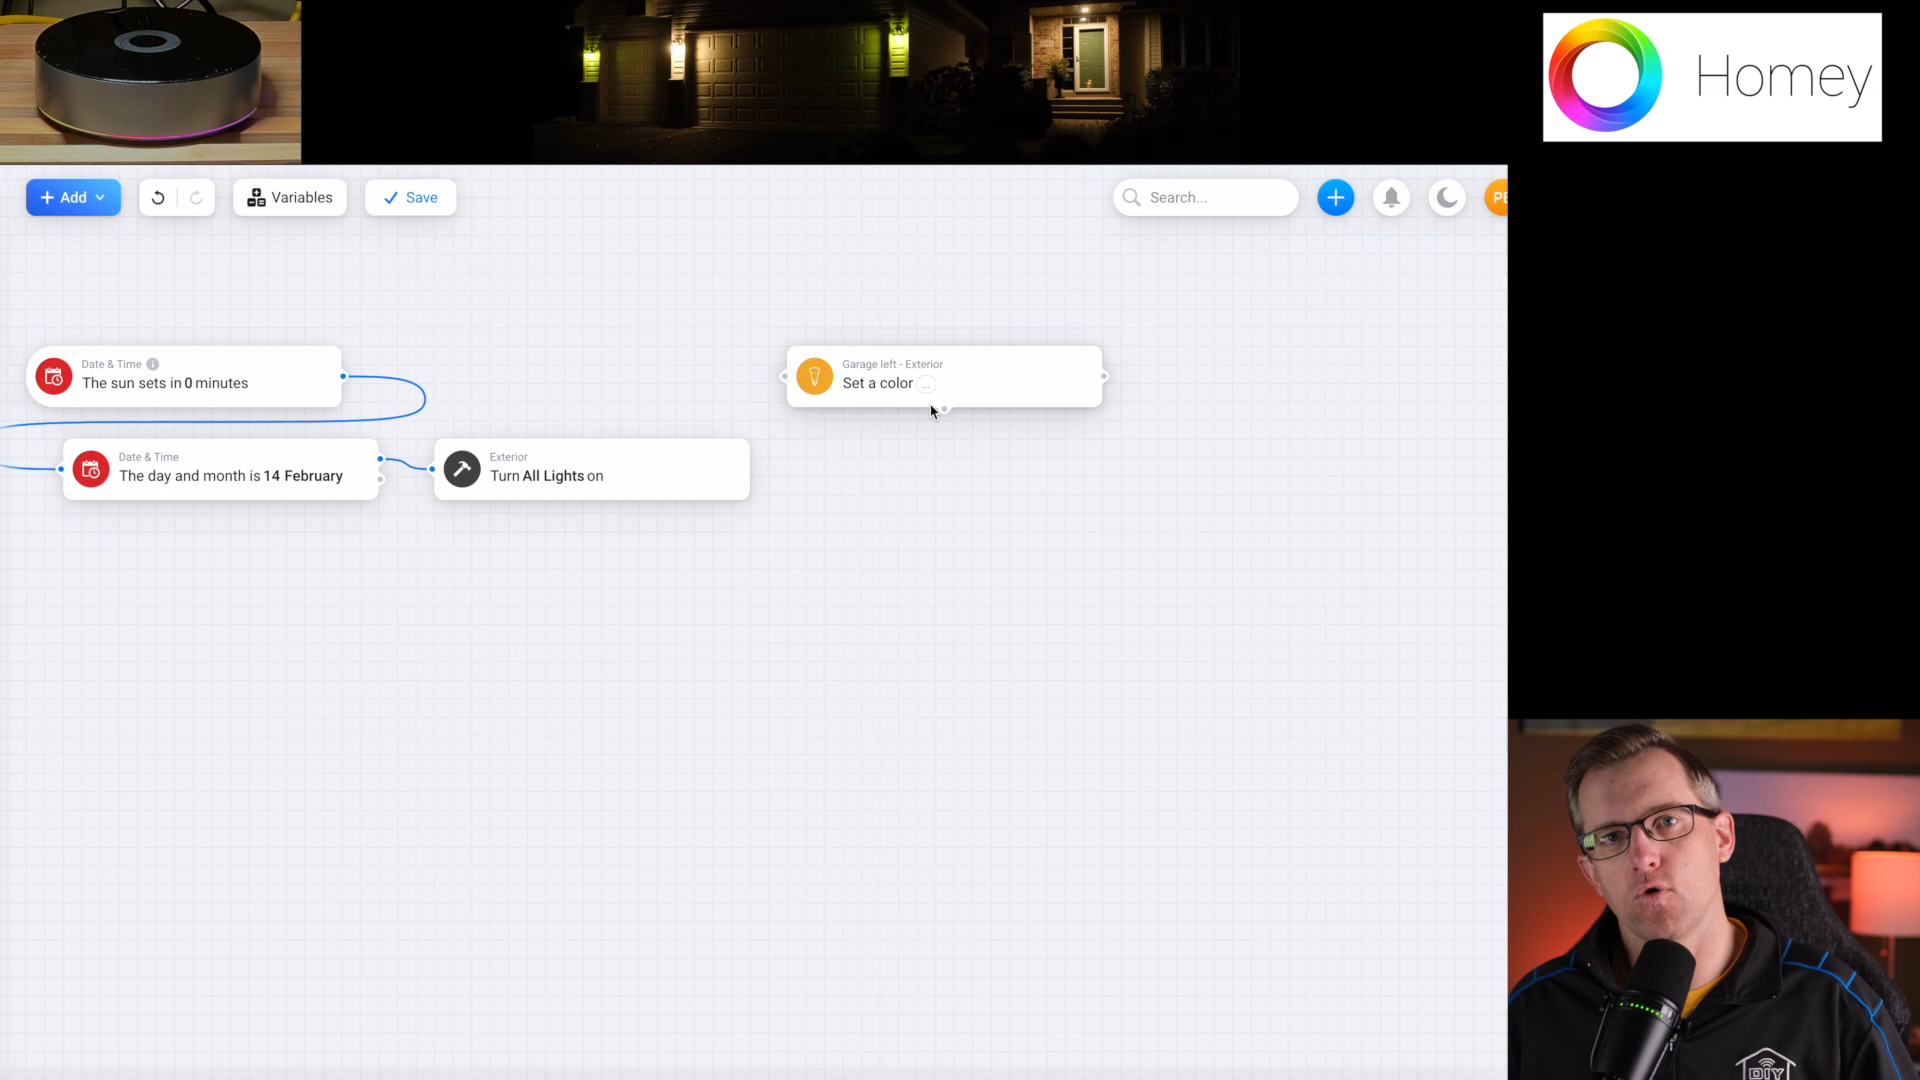 Homey
Add
Variables
Save
Search...
PE
Date & Time
The sun sets in 0 minutes
Garage left - Exterior
Set a color ...
Date & Time
The day and month is 14 February
Exterior
Turn All Lights on
DIY